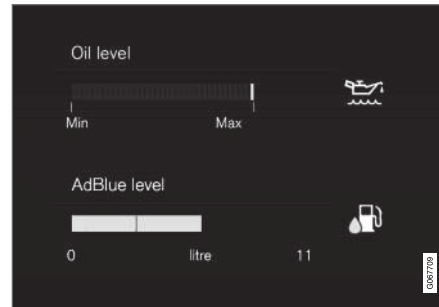 Oil level
Min Max
AdBlue level
0 litre 11
G067709